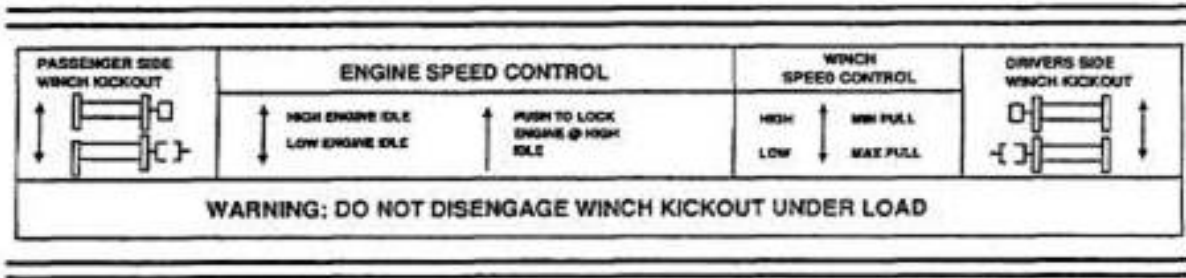 PASSENGER SIDE
WINCH KICKOUT
ENGINE SPEED CONTROL
HIGH ENGINE IDLE
LOW ENGINE IDLE
PUSH TO LOCK
ENGINE @ HIGH
IDLE
WINCH
SPEED CONTROL
HIGH
MIN PULL
LOW
MAX PULL
DRIVERS SIDE
WINCH KICKOUT
WARNING: DO NOT DISENGAGE WINCH KICKOUT UNDER LOAD